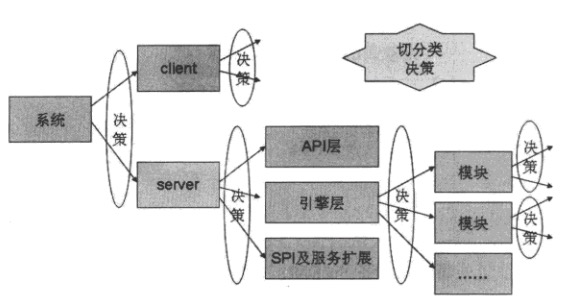 切分类
决策
系统
决
策
client
决
策
server
决
策
API层
引擎层
SPI及服务扩展
决
策
模块
模块
……
决
策
决
策